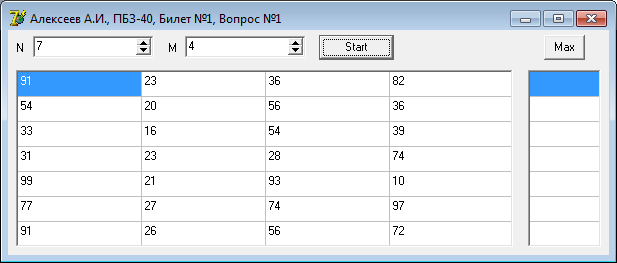 Алексеев А.И., ПБЗ-40, Билет №1, Вопрос №1
N 7 M 4 Start Max
91 23 36 82
54 20 56 36
33 16 54 39
31 23 28 74
99 21 93 10
77 27 74 97
91 26 56 72